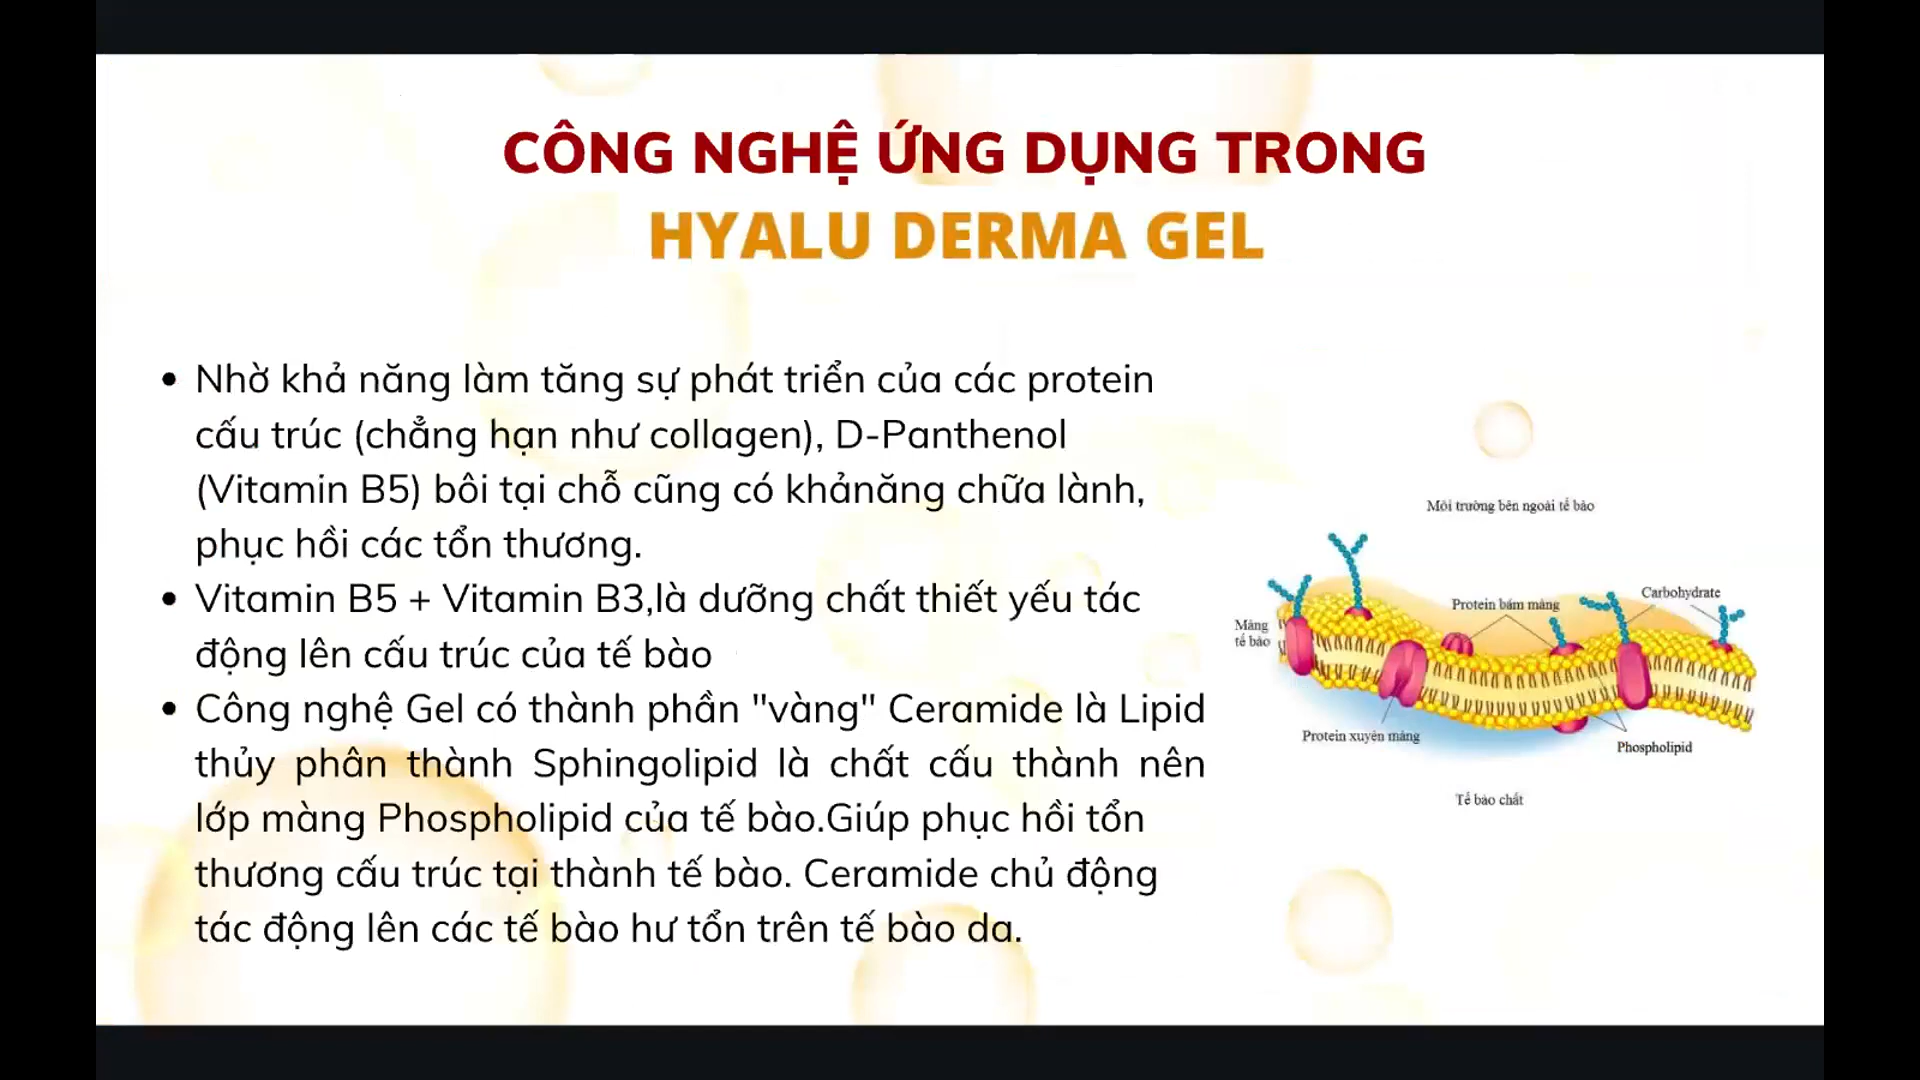 CÔNG NGHỆ ỨNG DỤNG TRONG
HYALU DERMA GEL
• Nhờ khả năng làm tăng sự phát triển của các protein
cấu trúc (chẳng hạn như collagen), D-Panthenol
(Vitamin B5) bôi tại chỗ cũng có khảnăng chữa lành,
phục hồi các tổn thương.
• Vitamin B5 + Vitamin B3,là dưỡng chất thiết yếu tác
động lên cấu trúc của tế bào
• Công nghệ Gel có thành phần "vàng" Ceramide là Lipid
thủy phân thành Sphingolipid là chất cấu thành nên
lớp màng Phospholipid của tế bào.Giúp phục hồi tổn
thương cấu trúc tại thành tế bào. Ceramide chủ động
tác động lên các tế bào hư tổn trên tế bào da.
Môi trường bên ngoài tế bào
Carbohydrate
Protein bám màng
Màng
tế bào
Protein xuyên màng
Phospholipid
Tế bào chất